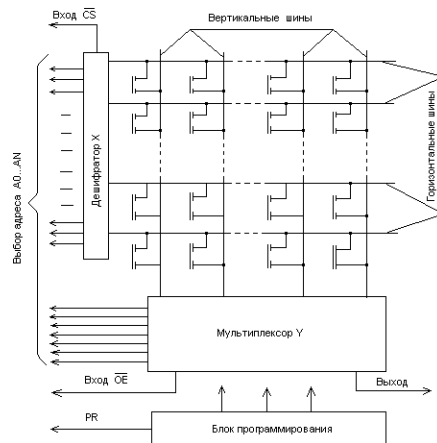 Вход CS
Вертикальные шины
Выбор адреса A0...AN
Дешифратор X
Горизонтальные шины
Мультиплексор Y
Вход OE
Выход
PR
Блок программирования